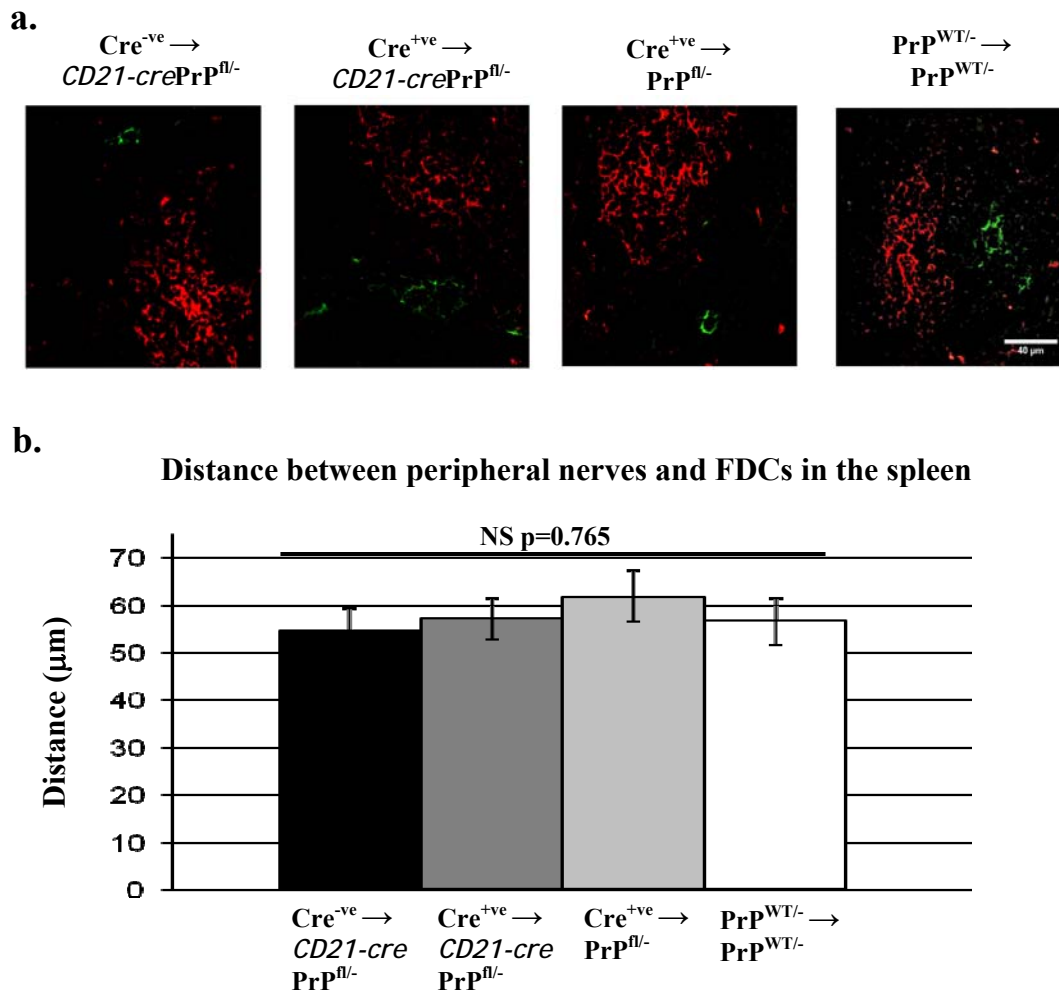 a.
Cre-ve → CD21-crePrPfl/-
Cre+ve → CD21-crePrPfl/-
Cre+ve → PrPfl/-
PrPWT/- → PrPWT/-
40 µm
b.
Distance between peripheral nerves and FDCs in the spleen
NS p=0.765
70
60
50
40
30
20
10
0
Distance (µm)
Cre-ve → CD21-cre PrPfl/-
Cre+ve → CD21-cre PrPfl/-
Cre+ve → PrPfl/-
PrPWT/- → PrPWT/-